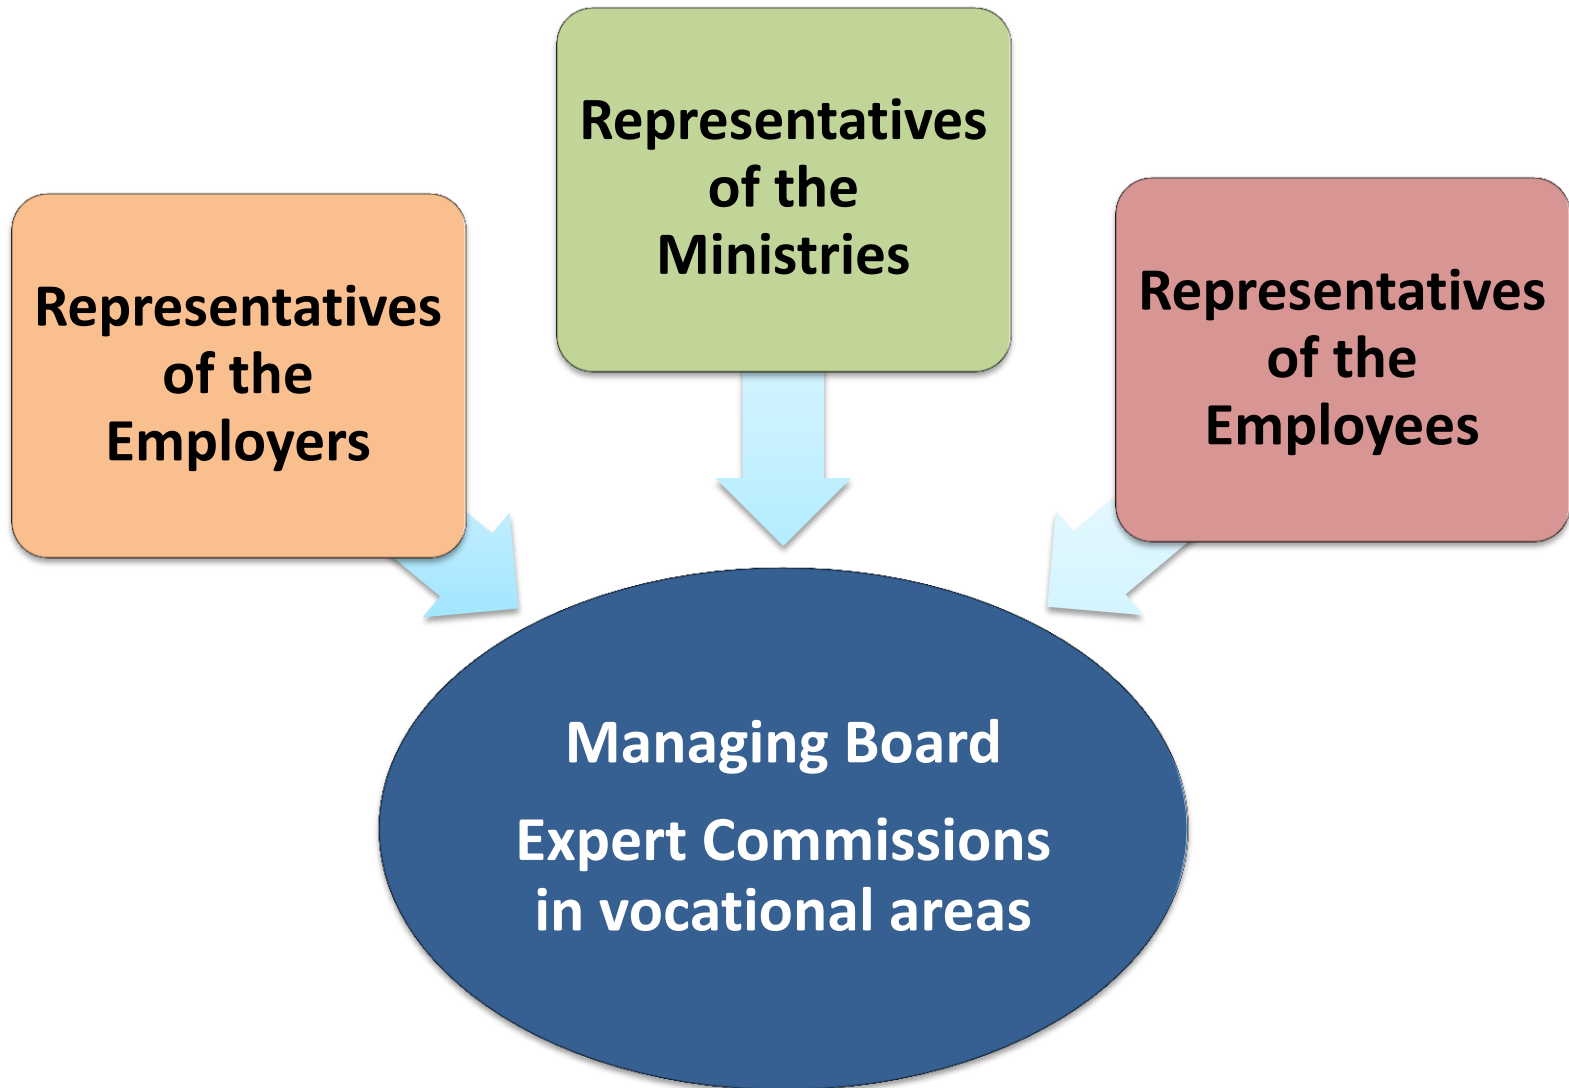 Representatives
of the
Ministries
Representatives
of the
Employers
Representatives
of the
Employees
Managing Board
Expert Commissions
in vocational areas